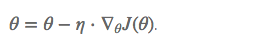 θ = θ − η · ∇θJ(θ).